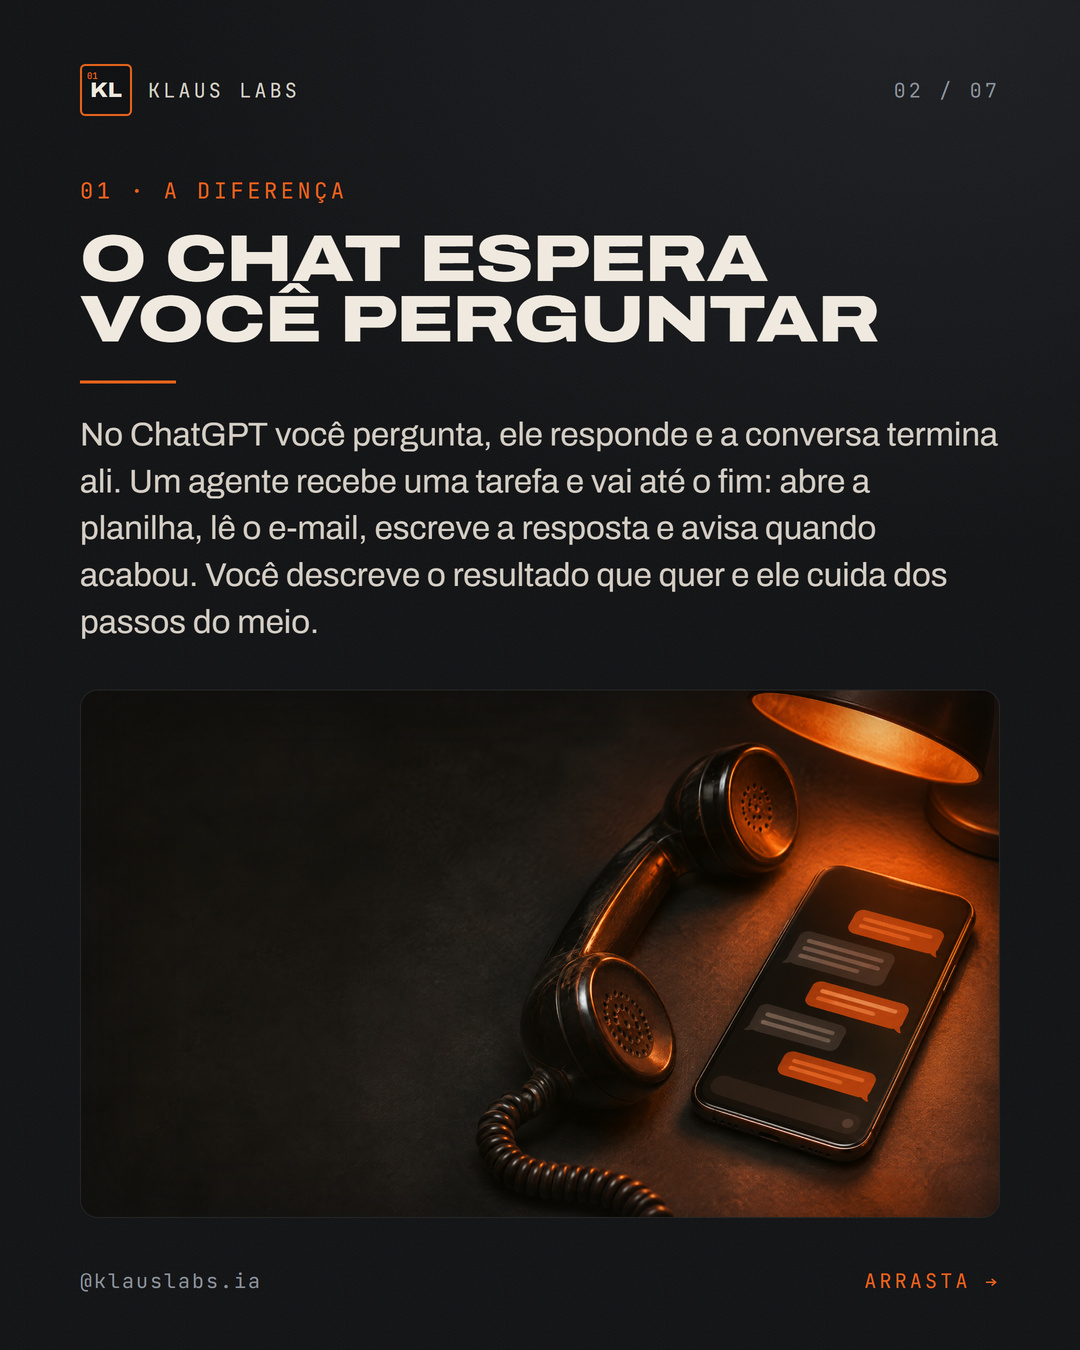 01
KL
KLAUS LABS
02 / 07
01 · A DIFERENÇA
O CHAT ESPERA
VOCÊ PERGUNTAR
No ChatGPT você pergunta, ele responde e a conversa termina
ali. Um agente recebe uma tarefa e vai até o fim: abre a
planilha, lê o e-mail, escreve a resposta e avisa quando
acabou. Você descreve o resultado que quer e ele cuida dos
passos do meio.
@klauslabs.ia
ARRASTA →